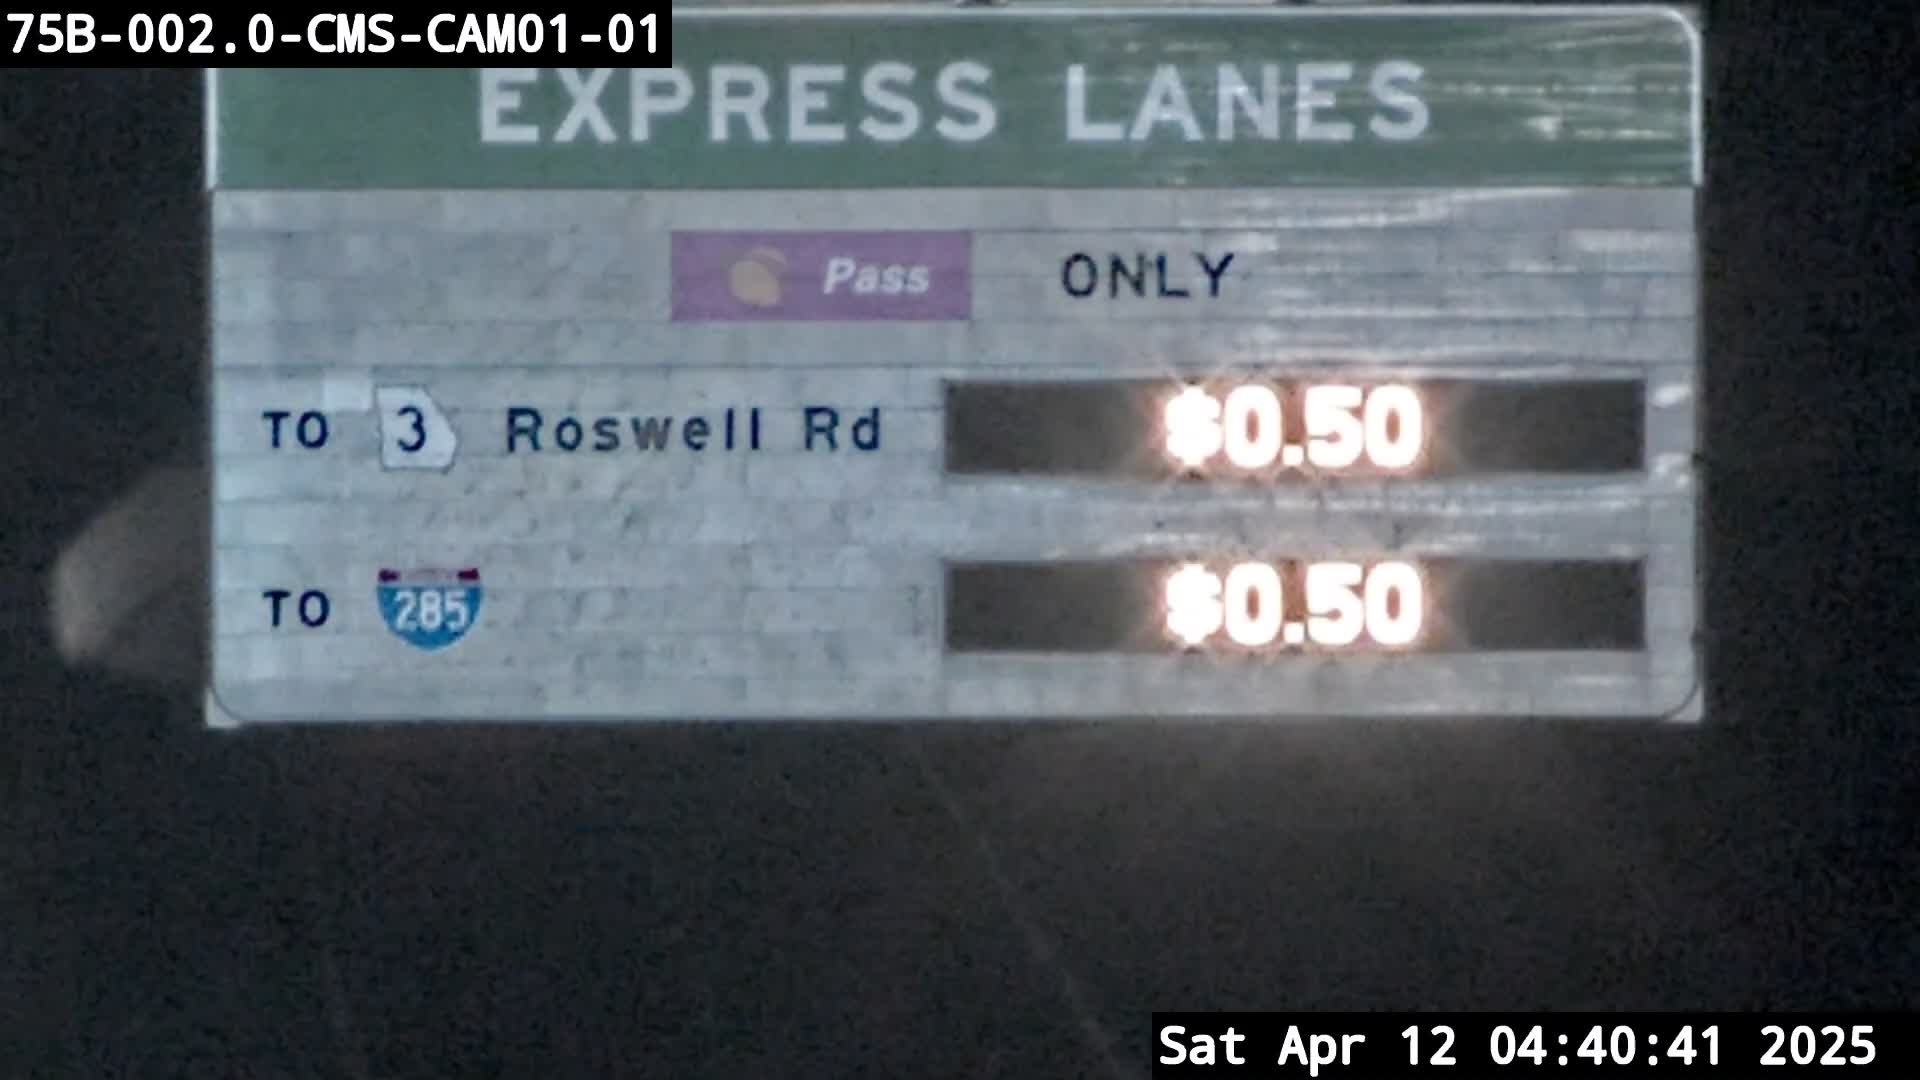 75B-002.0-CMS-CAM01-01
EXPRESS LANES
Pass ONLY
TO 3 Roswell Rd $0.50
TO 285 $0.50
Sat Apr 12 04:40:41 2025